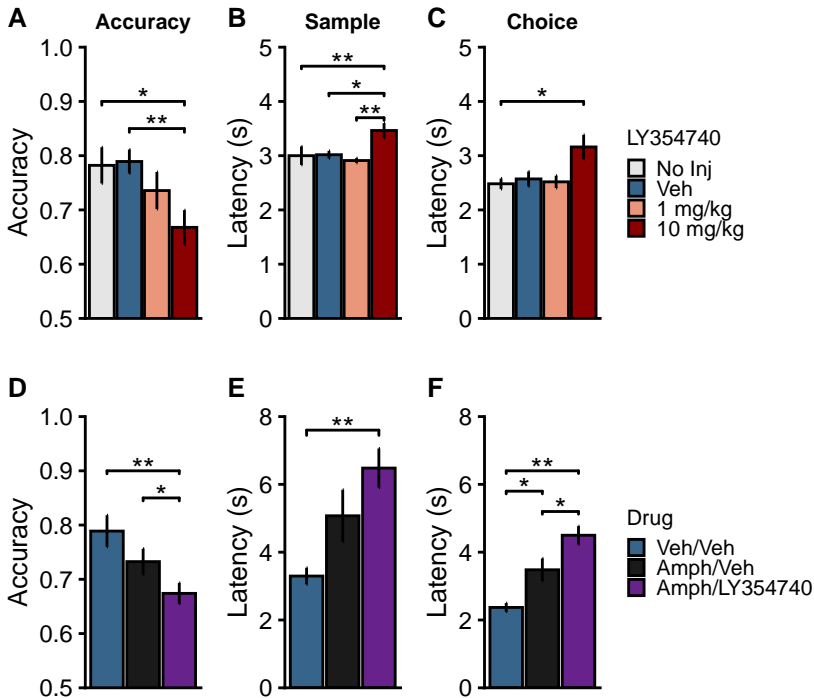 A Accuracy
B Sample
C Choice
1.0
0.9
0.8
0.7
0.6
0.5
Accuracy
*
**
5
4
3
2
1
0
Latency (s)
**
*
**
5
4
3
2
1
0
Latency (s)
*
LY354740
No Inj
Veh
1 mg/kg
10 mg/kg
D
E
F
1.0
0.9
0.8
0.7
0.6
0.5
Accuracy
**
*
8
6
4
2
0
Latency (s)
**
8
6
4
2
0
Latency (s)
**
*
*
Drug
Veh/Veh
Amph/Veh
Amph/LY354740